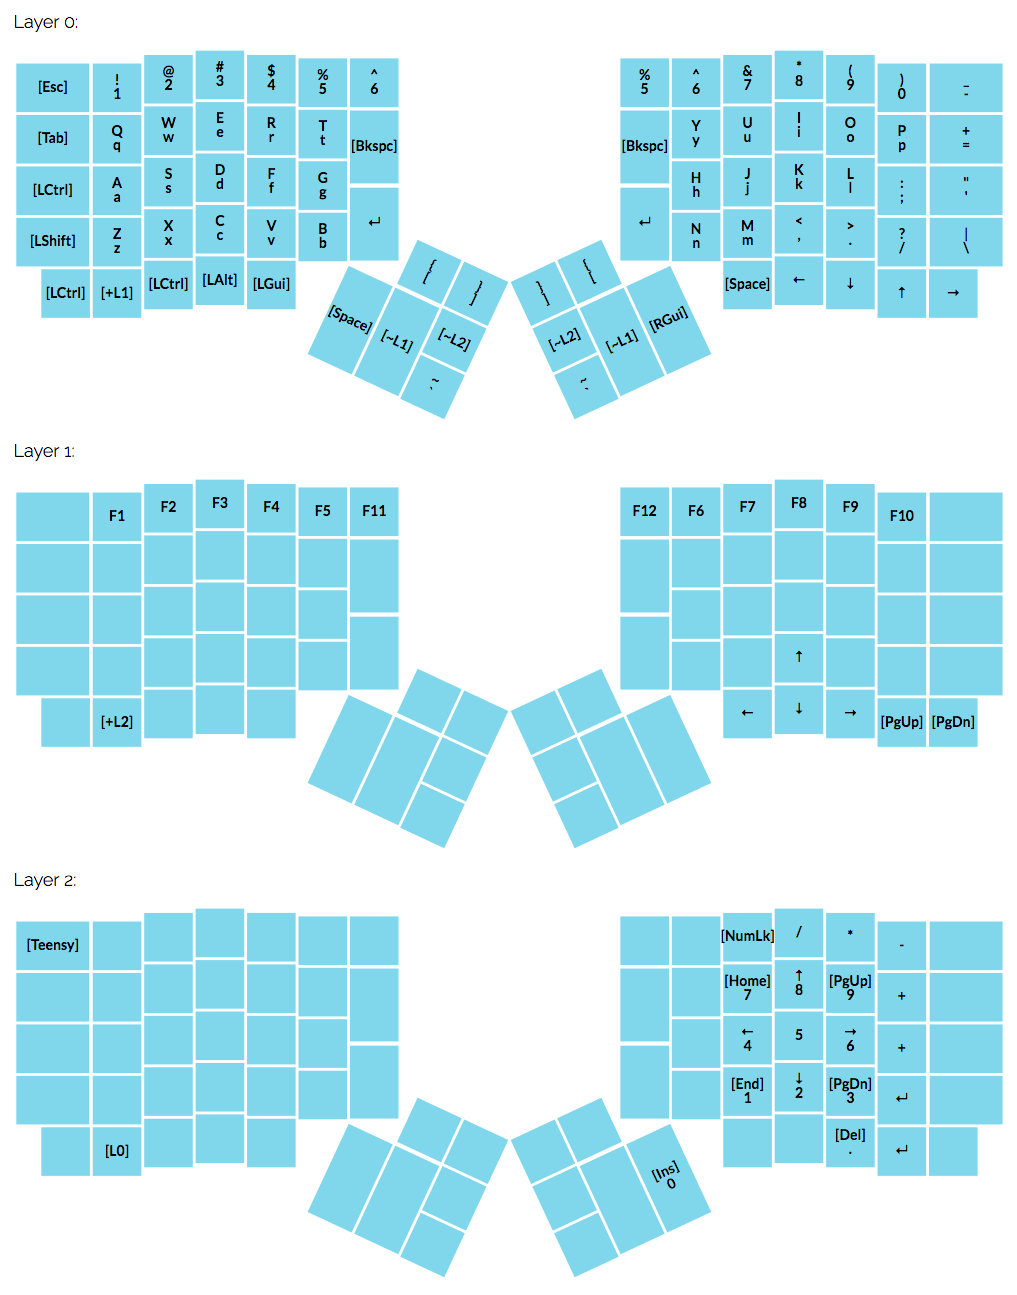 Layer 0:
[Esc] ! 1 @ 2 # 3 $ 4 % 5 ^ 6
[Tab] Q q W w E e R r T t [Bkspc]
[LCtrl] A a S s D d F f G g
[LShift] Z z X x C c V v B b ↵
[LCtrl] [+L1] [LCtrl] [LAlt] [LGui]
{ [ } ]
[Space] [~L1] [~L2]
~ `
% 5 ^ 6 & 7 * 8 ( 9 ) 0 _ -
[Bkspc] Y y U u I i O o P p + =
H h J j K k L l : ; " '
↵ N n M m < , > . ? / | \
[Space] ← ↓ ↑ →
} ] { [
[~L2] [~L1] [RGui]
~ `
Layer 1:
F1 F2 F3 F4 F5 F11
[+L2]
F12 F6 F7 F8 F9 F10
↑
← ↓ → [PgUp] [PgDn]
Layer 2:
[Teensy]
[L0]
[NumLk] / * -
[Home] 7 ↑ 8 [PgUp] 9 +
← 4 5 → 6 +
[End] 1 ↓ 2 [PgDn] 3 ↵
[Del] . ↵
[Ins] 0